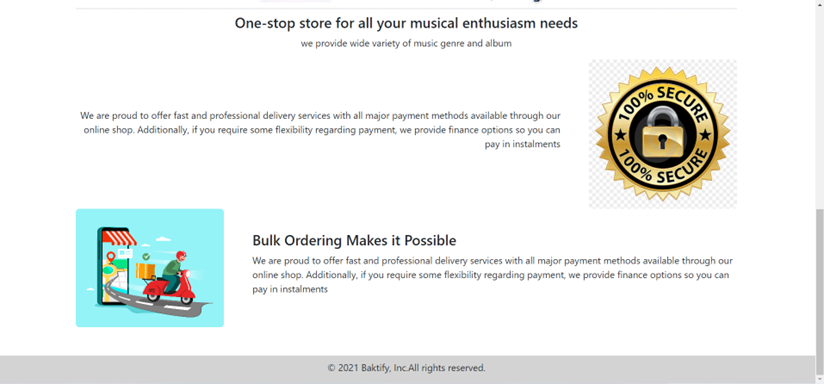 One-stop store for all your musical enthusiasm needs
we provide wide variety of music genre and album
We are proud to offer fast and professional delivery services with all major payment methods available through our
online shop. Additionally, if you require some flexibility regarding payment, we provide finance options so you can
pay in instalments
100% SECURE
100% SECURE
Bulk Ordering Makes it Possible
We are proud to offer fast and professional delivery services with all major payment methods available through our
online shop. Additionally, if you require some flexibility regarding payment, we provide finance options so you can
pay in instalments
© 2021 Baktify, Inc.All rights reserved.